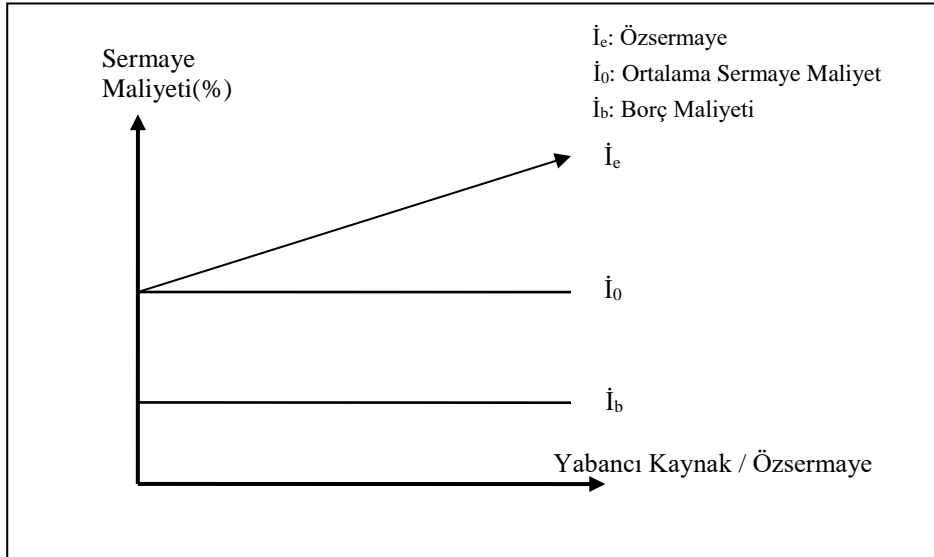 Sermaye
Maliyeti(%)
İe: Özsermaye
İ0: Ortalama Sermaye Maliyet
İb: Borç Maliyeti
İe
İ0
İb
Yabancı Kaynak / Özsermaye